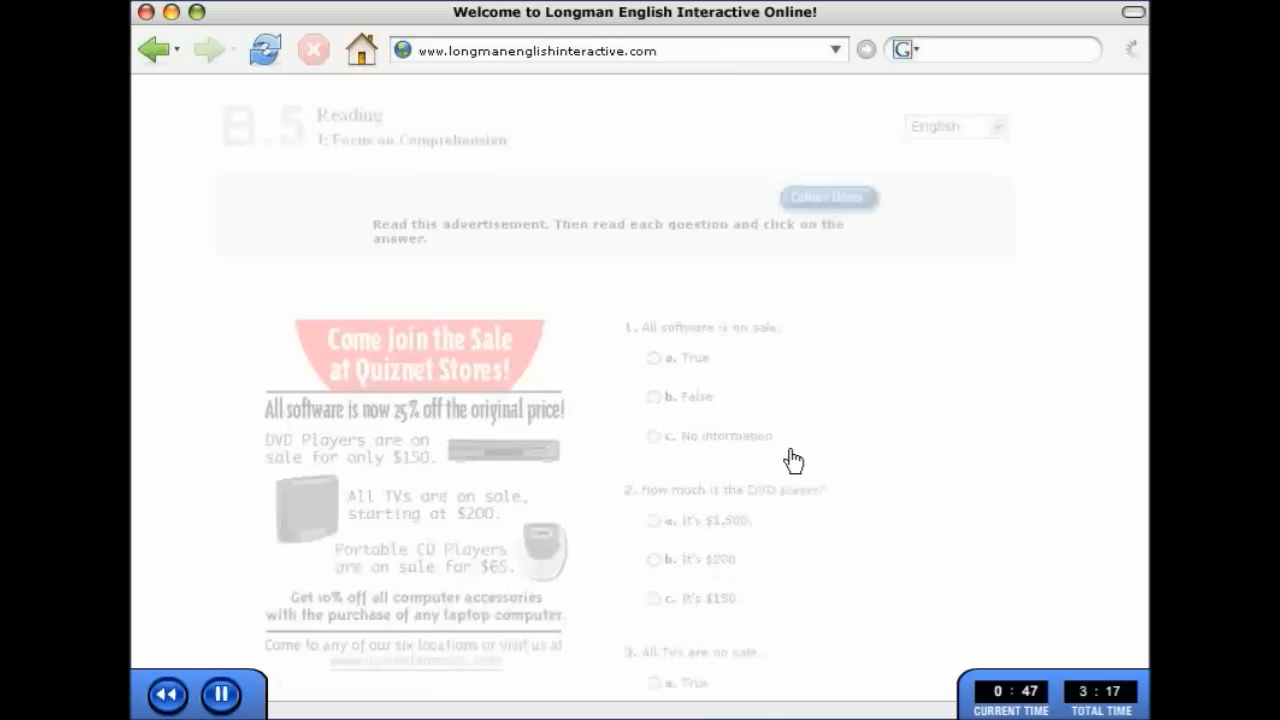 Welcome to Longman English Interactive Online!
www.longmanenglishinteractive.com
G
8.5
Reading
1: Focus on Comprehension
English
Culture Notes
Read this advertisement. Then read each question and click on the
answer.
Come Join the Sale
at Quiznet Stores!
All software is now 25% off the original price!
DVD Players are on
sale for only $150.
All TVs are on sale,
starting at $200.
Portable CD Players
are on sale for $65.
Get 10% off all computer accessories
with the purchase of any laptop computer.
Come to any of our six locations or visit us at
1. All software is on sale.
a. True
b. False
c. No information
2. How much is the DVD player?
a. It's $1,500.
b. It's $200
c. It's $150
3. All TVs are on sale.
a. True
0 : 47
CURRENT TIME
3 : 17
TOTAL TIME